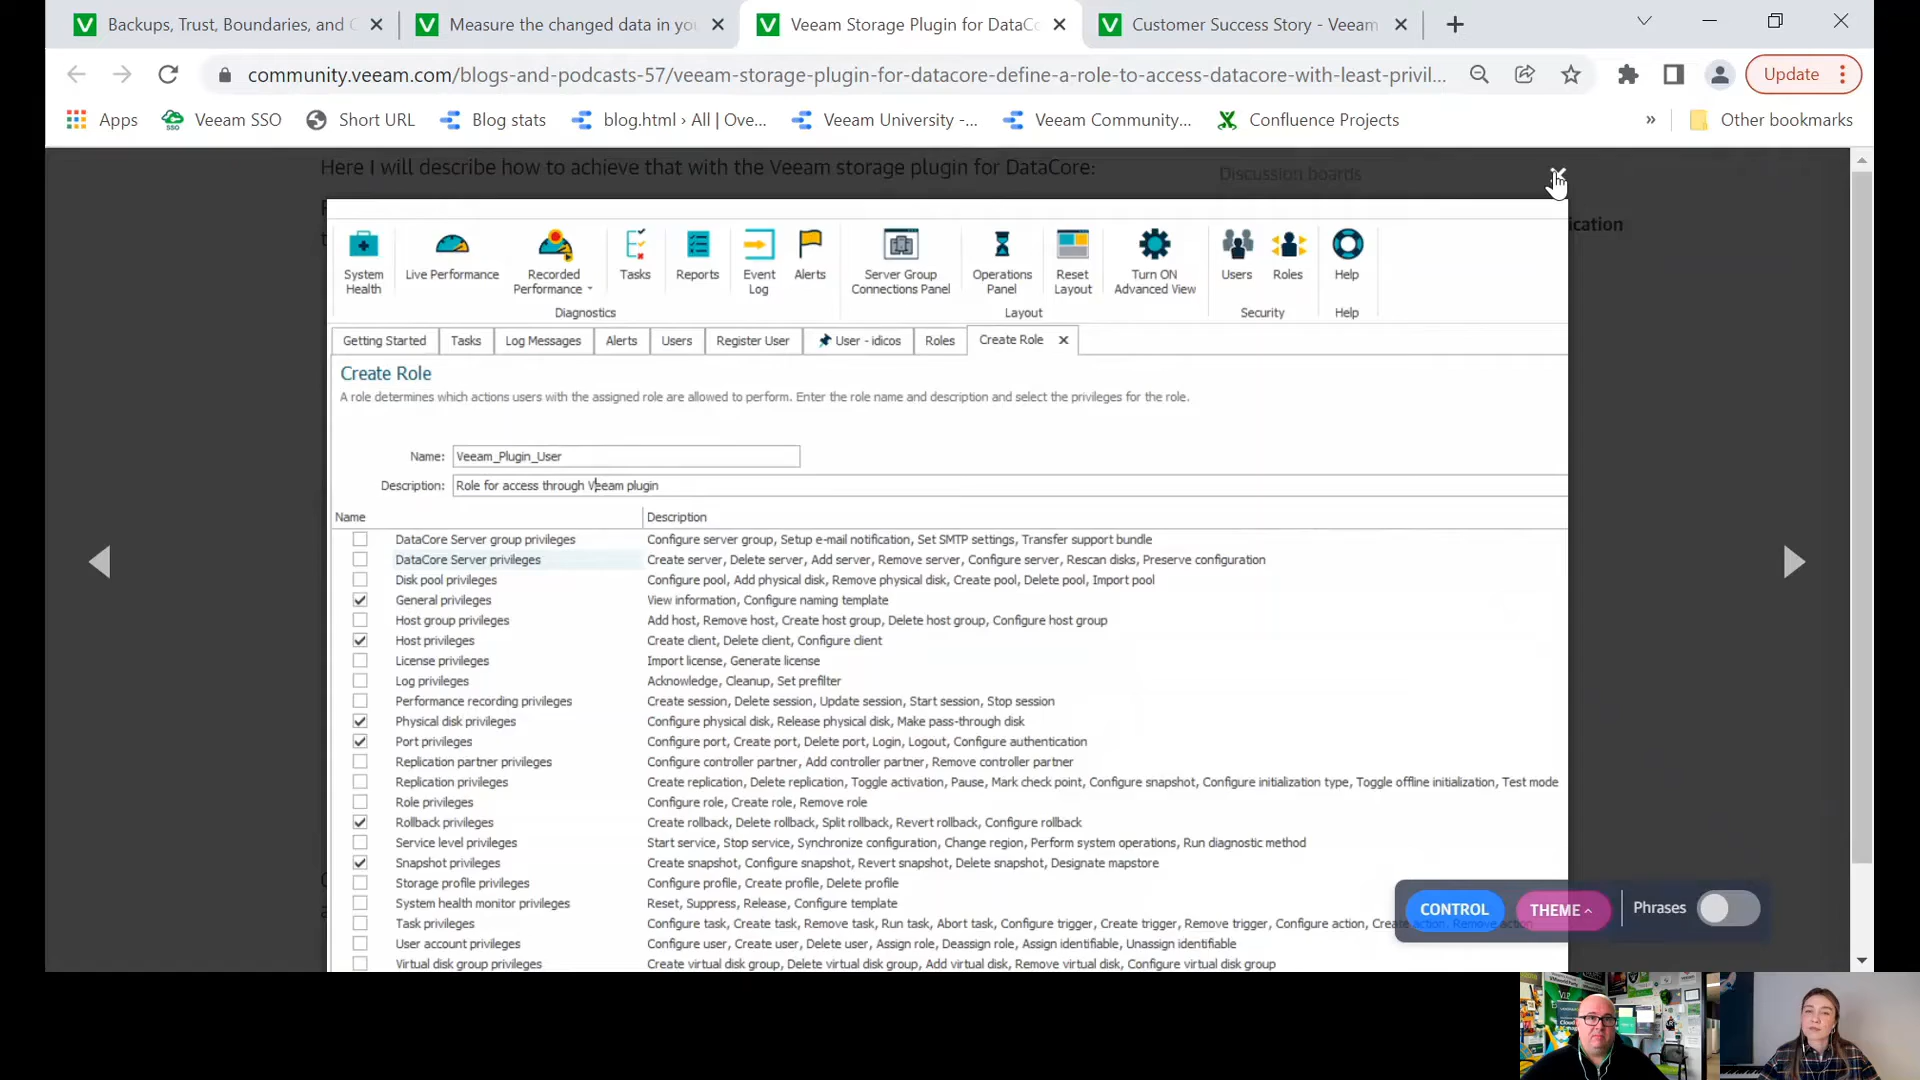 Backups, Trust, Boundaries, and C
Measure the changed data in yo
Veeam Storage Plugin for DataCo
Customer Success Story - Veeam
community.veeam.com/blogs-and-podcasts-57/veeam-storage-plugin-for-datacore-define-a-role-to-access-datacore-with-least-privil...
Update
Apps
Veeam SSO
Short URL
Blog stats
blog.html › All | Ove...
Veeam University -...
Veeam Community...
Confluence Projects
»
Other bookmarks
Here I will describe how to achieve that with the Veeam storage plugin for DataCore:
Discussion boards
ication
System Health
Live Performance
Recorded Performance
Tasks
Reports
Event Log
Alerts
Server Group Connections Panel
Operations Panel
Reset Layout
Turn ON Advanced View
Users
Roles
Help
Diagnostics
Layout
Security
Help
Getting Started
Tasks
Log Messages
Alerts
Users
Register User
User - idicos
Roles
Create Role
Create Role
A role determines which actions users with the assigned role are allowed to perform. Enter the role name and description and select the privileges for the role.
Name: Veeam_Plugin_User
Description: Role for access through Veeam plugin
Name Description
DataCore Server group privileges Configure server group, Setup e-mail notification, Set SMTP settings, Transfer support bundle
DataCore Server privileges Create server, Delete server, Add server, Remove server, Configure server, Rescan disks, Preserve configuration
Disk pool privileges Configure pool, Add physical disk, Remove physical disk, Create pool, Delete pool, Import pool
General privileges View information, Configure naming template
Host group privileges Add host, Remove host, Create host group, Delete host group, Configure host group
Host privileges Create client, Delete client, Configure client
License privileges Import license, Generate license
Log privileges Acknowledge, Cleanup, Set prefilter
Performance recording privileges Create session, Delete session, Update session, Start session, Stop session
Physical disk privileges Configure physical disk, Release physical disk, Make pass-through disk
Port privileges Configure port, Create port, Delete port, Login, Logout, Configure authentication
Replication partner privileges Configure controller partner, Add controller partner, Remove controller partner
Replication privileges Create replication, Delete replication, Toggle activation, Pause, Mark check point, Configure snapshot, Configure initialization type, Toggle offline initialization, Test mode
Role privileges Configure role, Create role, Remove role
Rollback privileges Create rollback, Delete rollback, Split rollback, Revert rollback, Configure rollback
Service level privileges Start service, Stop service, Synchronize configuration, Change region, Perform system operations, Run diagnostic method
Snapshot privileges Create snapshot, Configure snapshot, Revert snapshot, Delete snapshot, Designate mapstore
Storage profile privileges Configure profile, Create profile, Delete profile
System health monitor privileges Reset, Suppress, Release, Configure template
Task privileges Configure task, Create task, Remove task, Run task, Abort task, Configure trigger, Create trigger, Remove trigger, Configure action, Create action, Remove action
User account privileges Configure user, Create user, Delete user, Assign role, Deassign role, Assign identifiable, Unassign identifiable
Virtual disk group privileges Create virtual disk group, Delete virtual disk group, Add virtual disk, Remove virtual disk, Configure virtual disk group
CONTROL
THEME
Phrases